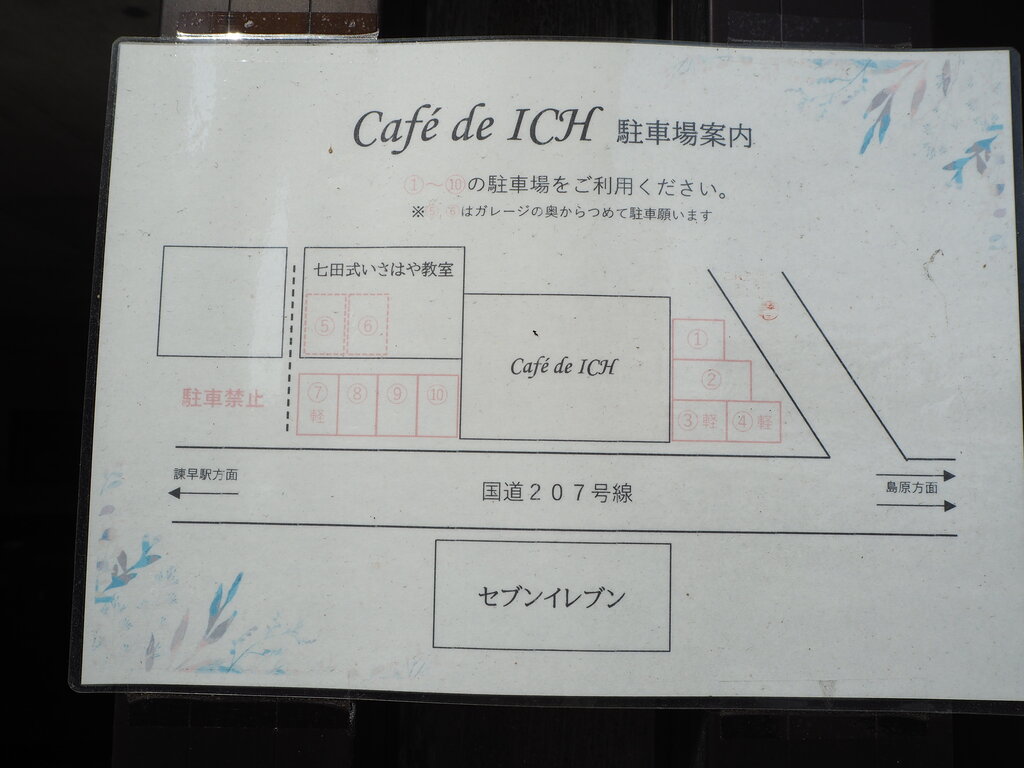 Café de ICH 駐車場案内
①～⑩の駐車場をご利用ください。
※⑤ ⑥はガレージの奥からつめて駐車願います
七田式いさはや教室
⑤ ⑥
①
Café de ICH
②
駐車禁止
⑦ ⑧ ⑨ ⑩
軽
③軽 ④軽
諫早駅方面
国道２０７号線
島原方面
セブンイレブン